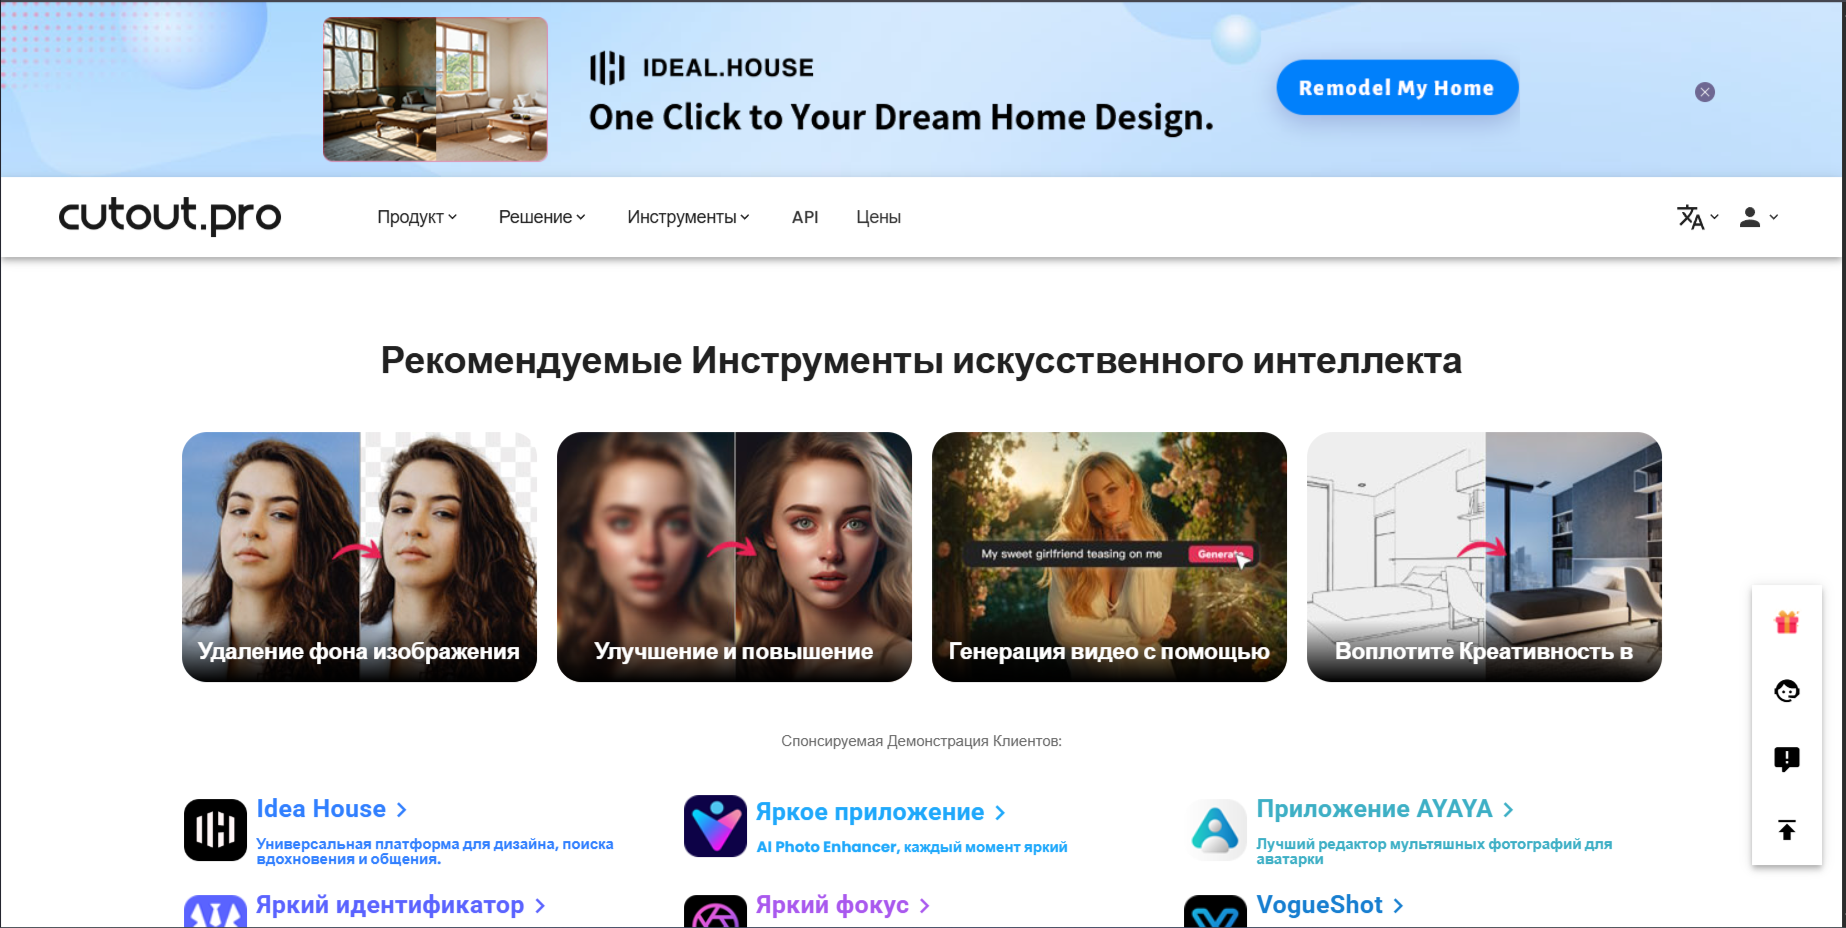 IDEAL.HOUSE
One Click to Your Dream Home Design.
Remodel My Home
cutout.pro
Продукт
Решение
Инструменты
API
Цены
Рекомендуемые Инструменты искусственного интеллекта
My sweet girlfriend teasing on me
Generate
Удаление фона изображения
Улучшение и повышение
Генерация видео с помощью
Воплотите Креативность в
Спонсируемая Демонстрация Клиентов:
Idea House
Универсальная платформа для дизайна, поиска
вдохновения и общения.
Яркое приложение
AI Photo Enhancer, каждый момент яркий
Приложение AYAYA
Лучший редактор мультяшных фотографий для
аватарки
Яркий идентификатор
Яркий фокус
VogueShot